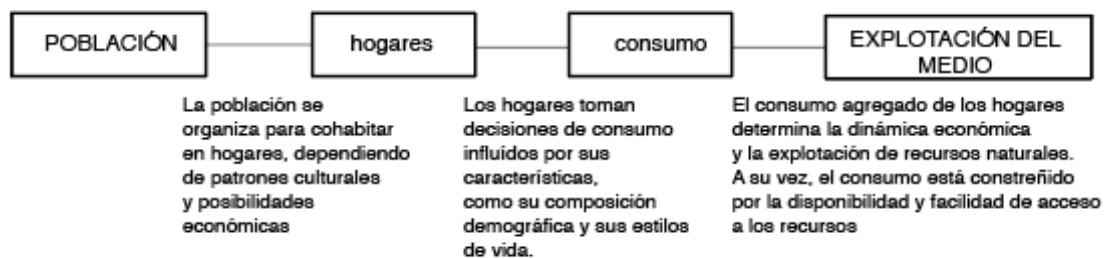 POBLACIÓN
hogares
consumo
EXPLOTACIÓN DEL
MEDIO
La población se
organiza para cohabitar
en hogares, dependiendo
de patrones culturales
y posibilidades
económicas
Los hogares toman
decisiones de consumo
influídos por sus
características,
como su composición
demográfica y sus estilos
de vida.
El consumo agregado de los hogares
determina la dinámica económica
y la explotación de recursos naturales.
A su vez, el consumo está constreñido
por la disponibilidad y facilidad de acceso
a los recursos